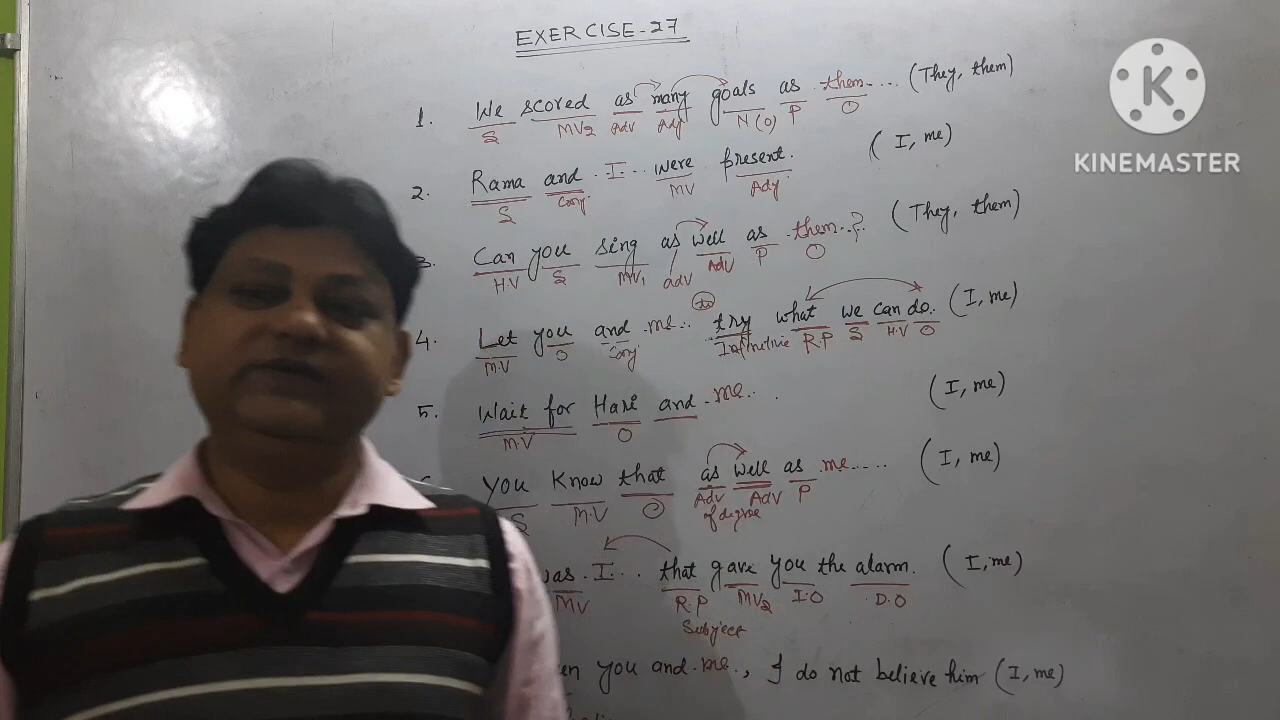 EXERCISE-27
KINEMASTER
1. We scored as many goals as them.... (They, them)
S MV2 Adv Adj N(O) P O
2. Rama and .I... were present. (I, me)
S Conj. MV Adj.
3 Can you sing as well as .them..? (They, them)
H.V S MV1 adv Adv P O
to
4. Let you and .me.. try what we can do.. (I, me)
M.V O Conj. Infinitive R.P S H.V O
5. Wait for Hari and .me.. . (I, me)
M.V O
You know that as well as me..... (I, me)
S M.V O Adv Adv P
of degree
was .I... that gave you the alarm. (I, me)
MV R.P MV2 I.O D.O
Subject
en you and .me.., I do not believe him (I, me)